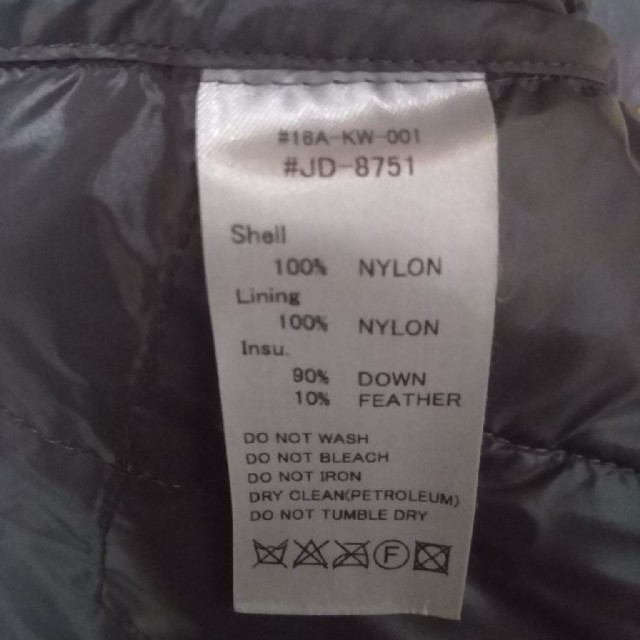 #16A-KW-001
#JD-8751
Shell
100% NYLON
Lining
100% NYLON
Insu.
90% DOWN
10% FEATHER
DO NOT WASH
DO NOT BLEACH
DO NOT IRON
DRY CLEAN(PETROLEUM)
DO NOT TUMBLE DRY
F